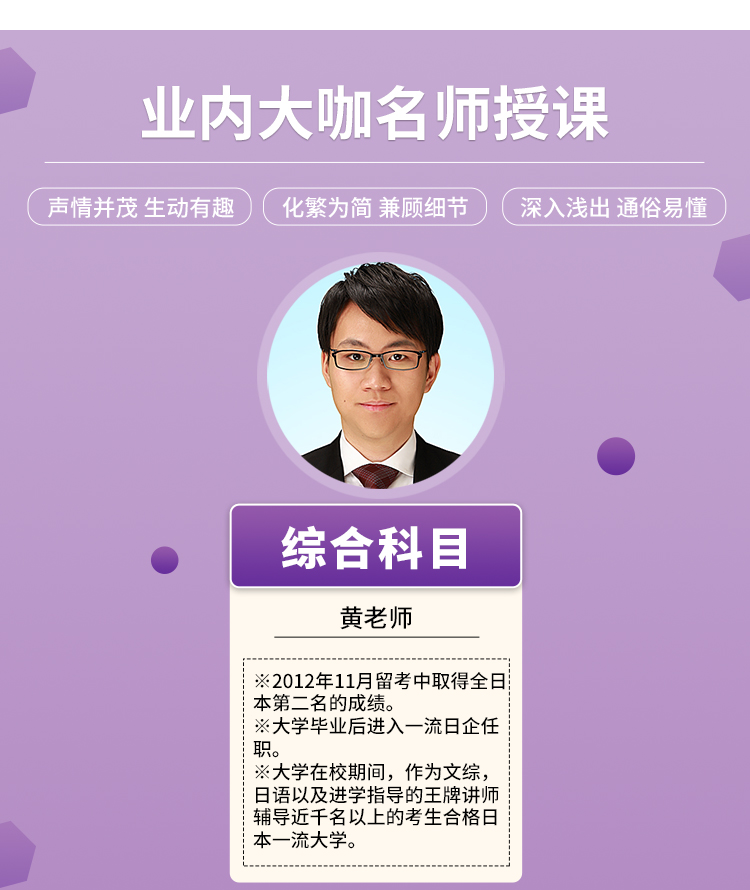 业内大咖名师授课
声情并茂 生动有趣
化繁为简 兼顾细节
深入浅出 通俗易懂
综合科目
黄老师
※2012年11月留考中取得全日
本第二名的成绩。
※大学毕业后进入一流日企任
职。
※大学在校期间，作为文综，
日语以及进学指导的王牌讲师
辅导近千名以上的考生合格日
本一流大学。